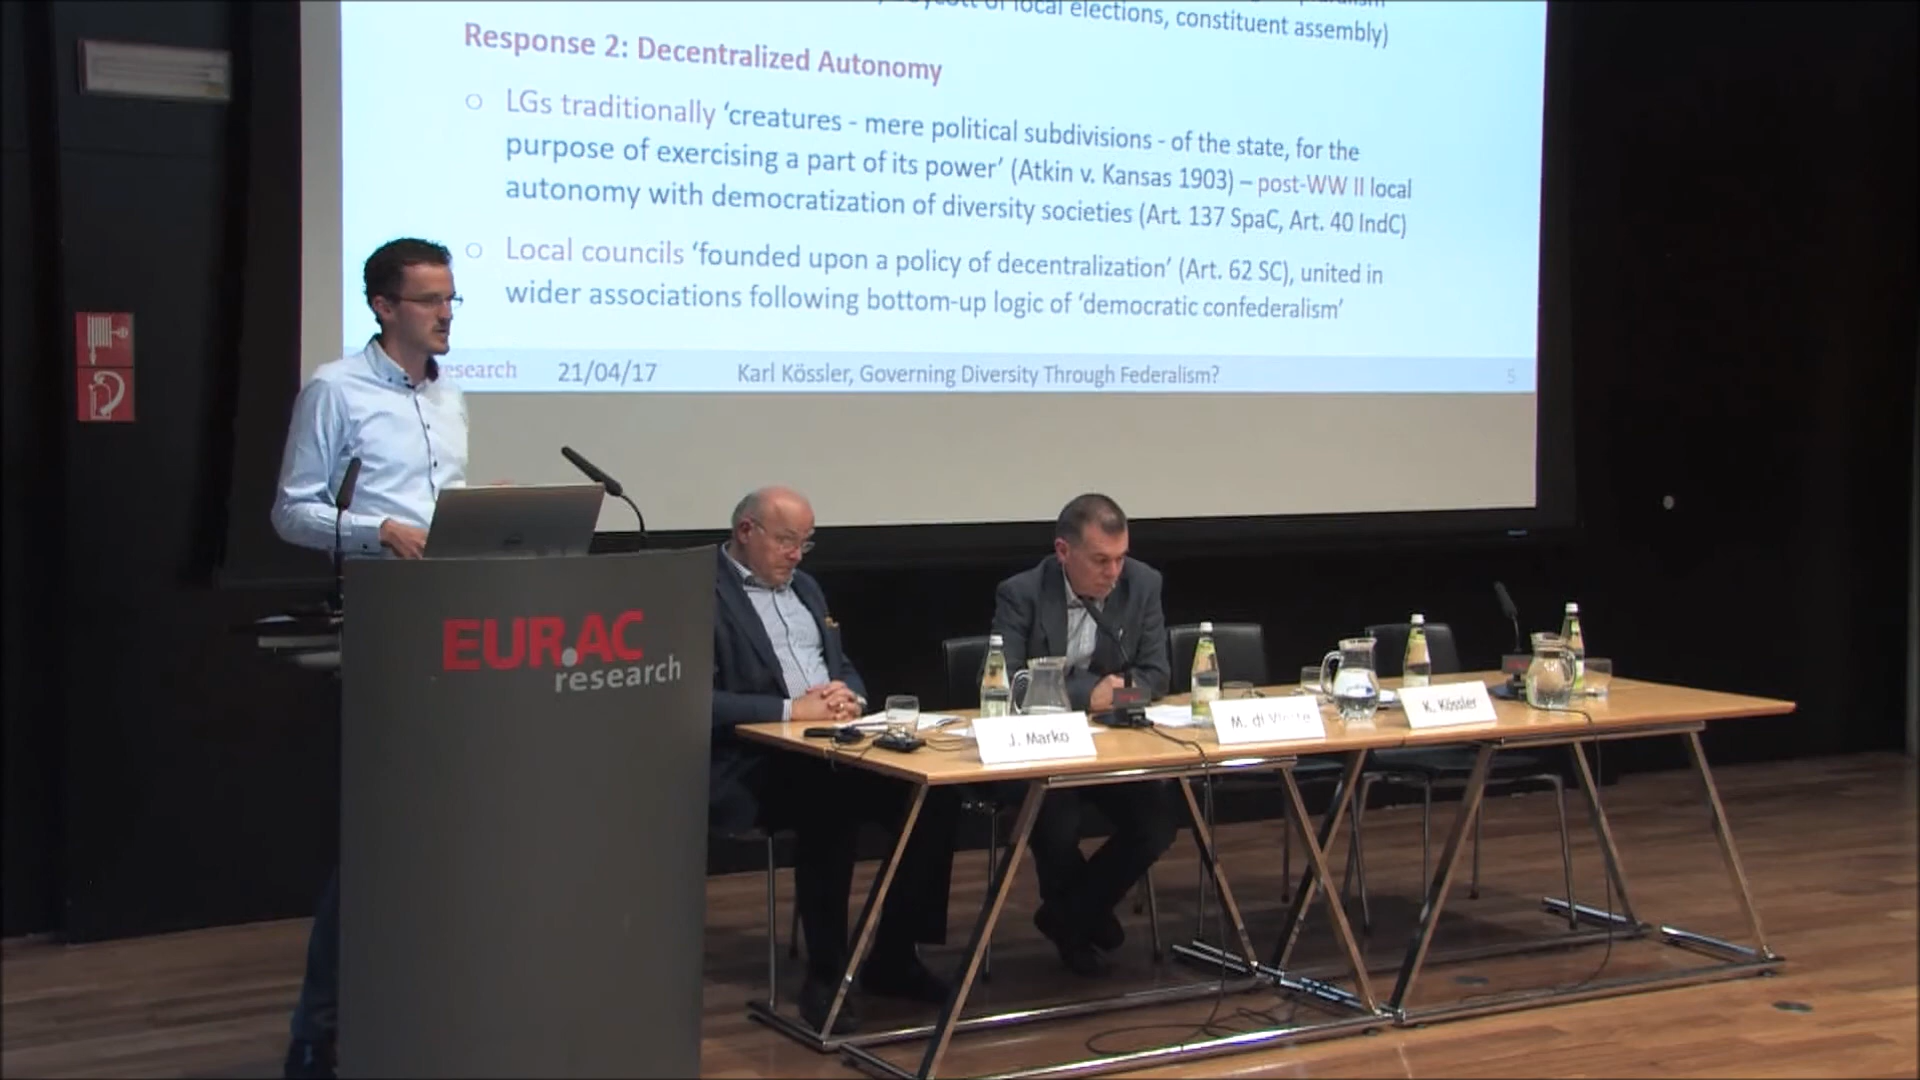 of local elections, constituent assembly)
Response 2: Decentralized Autonomy
○ LGs traditionally ‘creatures - mere political subdivisions - of the state, for the
purpose of exercising a part of its power’ (Atkin v. Kansas 1903) – post-WW II local
autonomy with democratization of diversity societies (Art. 137 SpaC, Art. 40 IndC)
○ Local councils ‘founded upon a policy of decentralization’ (Art. 62 SC), united in
wider associations following bottom-up logic of ‘democratic confederalism’
esearch 21/04/17 Karl Kössler, Governing Diversity Through Federalism? 5
EURAC
research
J. Marko
M. di
K. Kössler